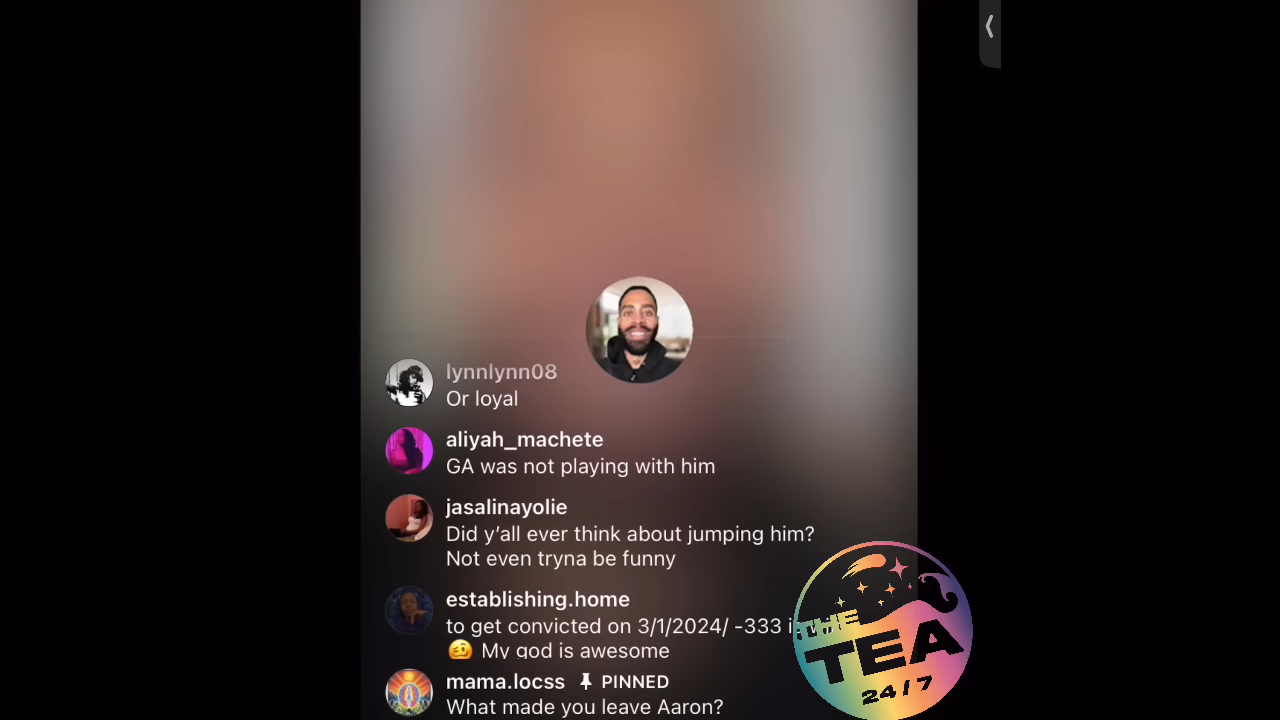 lynnlynn08
Or loyal
aliyah_machete
GA was not playing with him
jasalinayolie
Did y’all ever think about jumping him?
Not even tryna be funny
establishing.home
to get convicted on 3/1/2024/ -333
🥴 My god is awesome
mama.locss PINNED
What made you leave Aaron?
THE
TEA
24/7